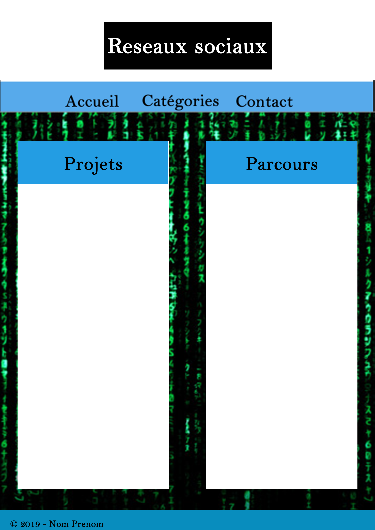 Reseaux sociaux
Accueil Catégories Contact
Projets
Parcours
© 2019 - Nom Prenom